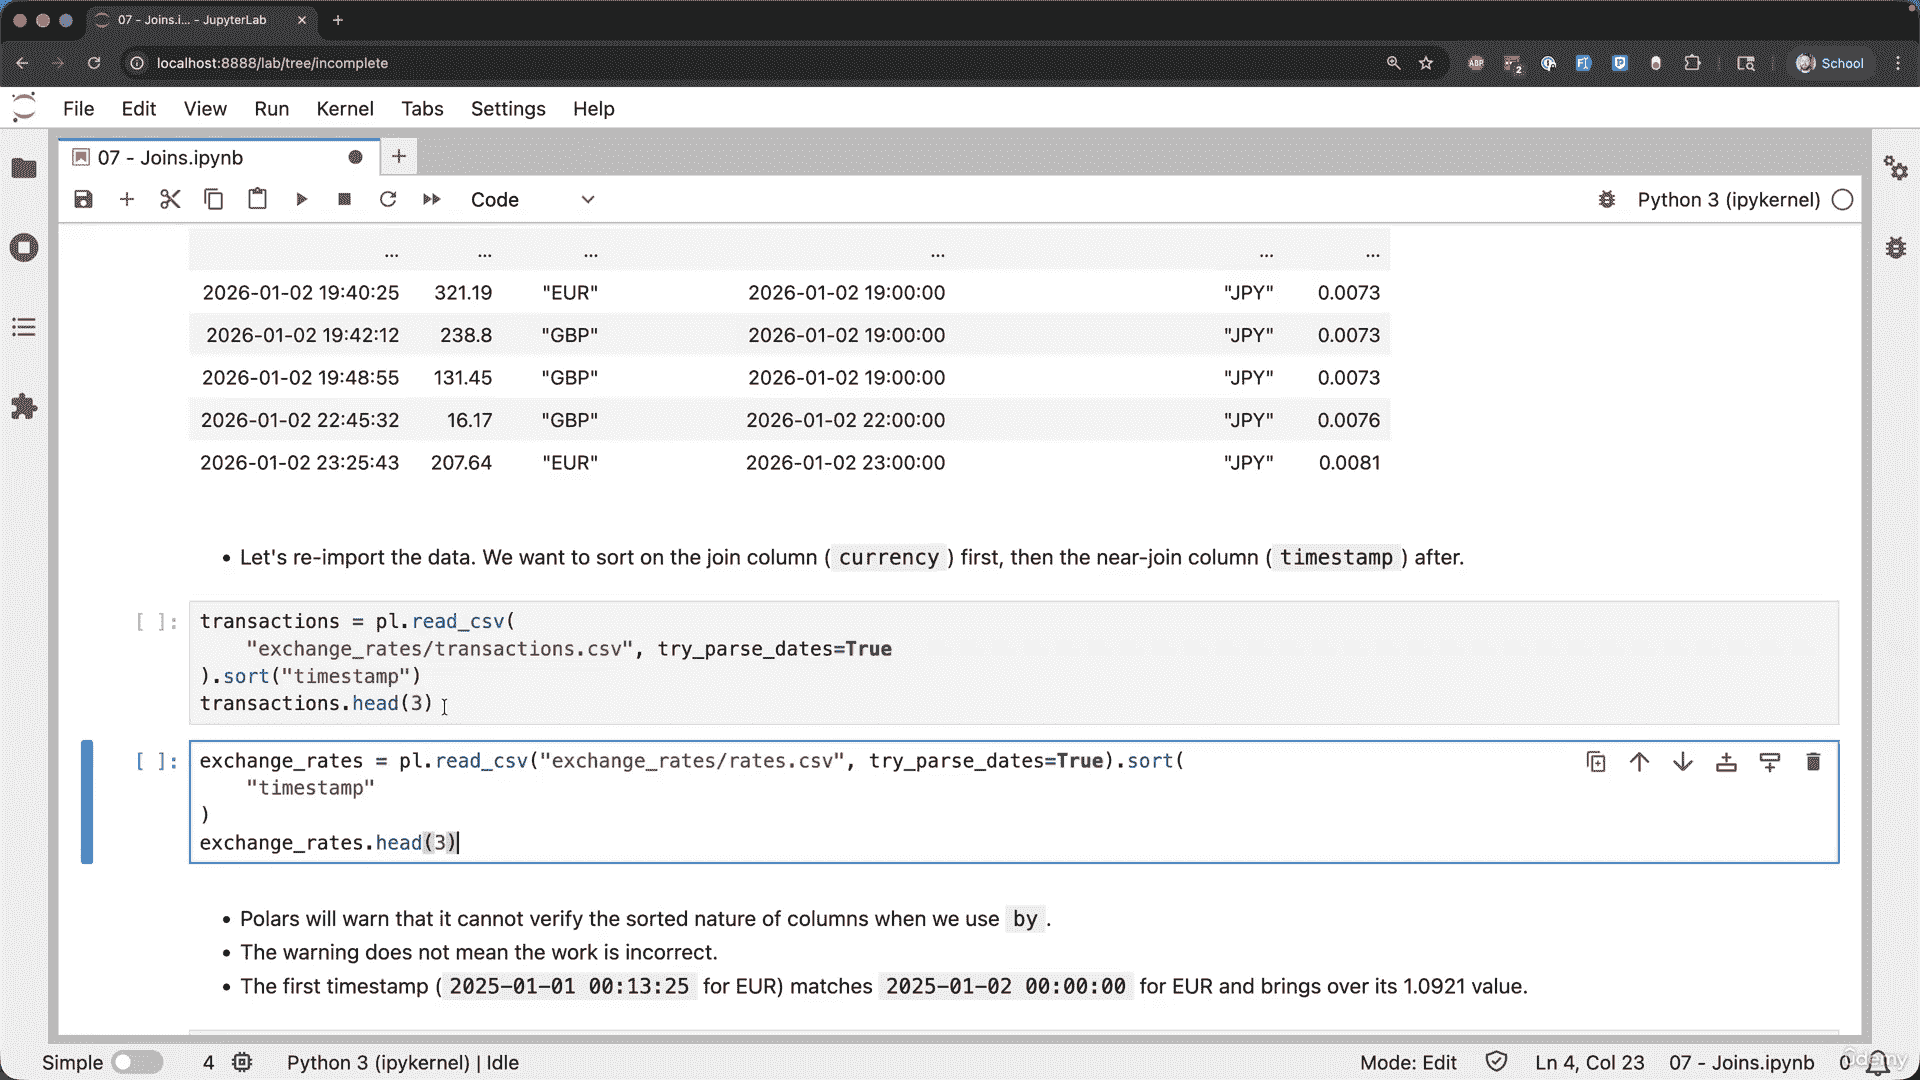 07 - Joins.i... - JupyterLab
localhost:8888/lab/tree/incomplete
ABP
2
School
File Edit View Run Kernel Tabs Settings Help
07 - Joins.ipynb
Code
Python 3 (ipykernel)
... ... ... ... ... ...
2026-01-02 19:40:25 321.19 "EUR" 2026-01-02 19:00:00 "JPY" 0.0073
2026-01-02 19:42:12 238.8 "GBP" 2026-01-02 19:00:00 "JPY" 0.0073
2026-01-02 19:48:55 131.45 "GBP" 2026-01-02 19:00:00 "JPY" 0.0073
2026-01-02 22:45:32 16.17 "GBP" 2026-01-02 22:00:00 "JPY" 0.0076
2026-01-02 23:25:43 207.64 "EUR" 2026-01-02 23:00:00 "JPY" 0.0081
• Let's re-import the data. We want to sort on the join column ( currency ) first, then the near-join column ( timestamp ) after.
[ ]: transactions = pl.read_csv(
"exchange_rates/transactions.csv", try_parse_dates=True
).sort("timestamp")
transactions.head(3)
[ ]: exchange_rates = pl.read_csv("exchange_rates/rates.csv", try_parse_dates=True).sort(
"timestamp"
)
exchange_rates.head(3)
• Polars will warn that it cannot verify the sorted nature of columns when we use by .
• The warning does not mean the work is incorrect.
• The first timestamp ( 2025-01-01 00:13:25 for EUR) matches 2025-01-02 00:00:00 for EUR and brings over its 1.0921 value.
Simple 4 Python 3 (ipykernel) | Idle Mode: Edit Ln 4, Col 23 07 - Joins.ipynb 0
Udemy